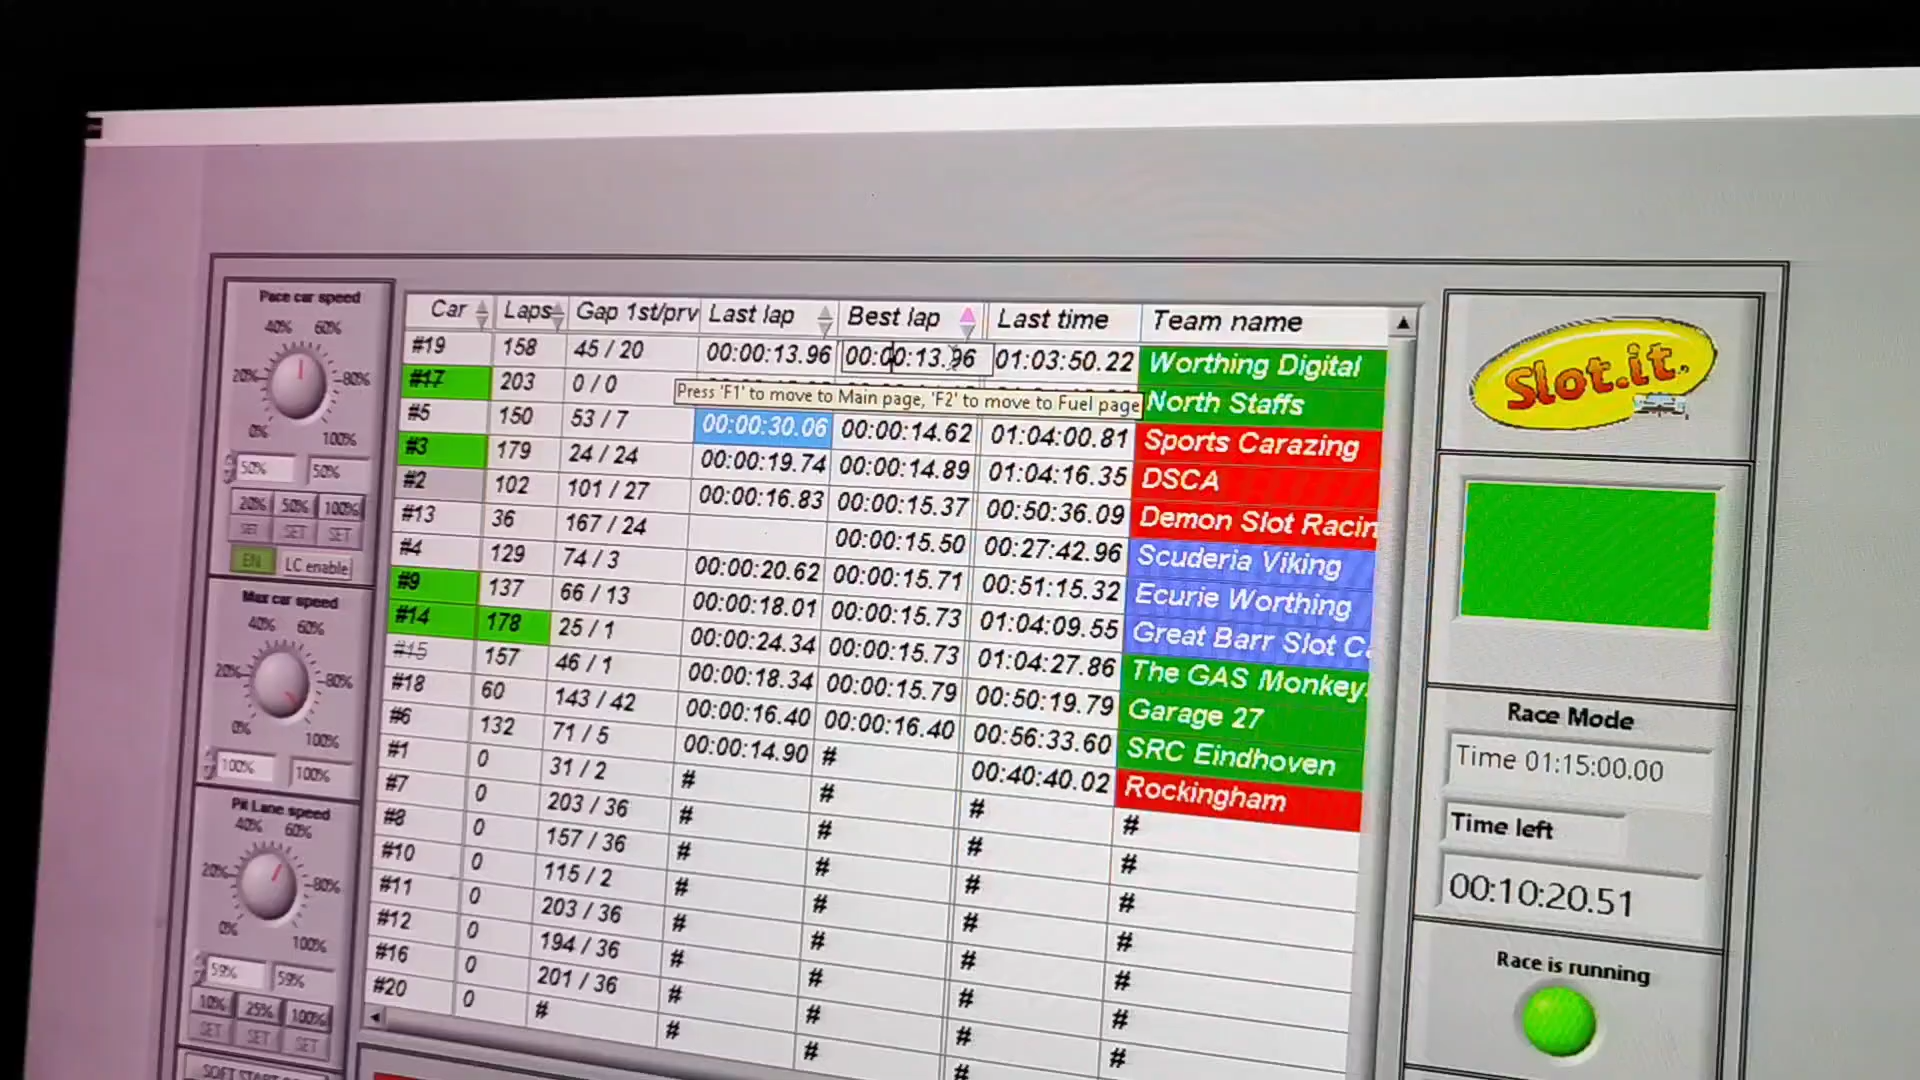 Pace car speed
40% 60%
20% 80%
0% 100%
50% 50%
20% 50% 100%
SET SET SET
EN LC enable
Max car speed
40% 60%
20% 80%
0% 100%
100% 100%
Pit Lane speed
40% 60%
20% 80%
0% 100%
59% 59%
10% 25% 100%
SET SET SET
SOFT START
Car Laps Gap 1st/prv Last lap Best lap Last time Team name
#19 158 45 / 20 00:00:13.96 00:00:13.96 01:03:50.22 Worthing Digital
#17 203 0 / 0 North Staffs
Press 'F1' to move to Main page, 'F2' to move to Fuel page
#5 150 53 / 7 00:00:30.06 00:00:14.62 01:04:00.81 Sports Carazing
#3 179 24 / 24 00:00:19.74 00:00:14.89 01:04:16.35 DSCA
#2 102 101 / 27 00:00:16.83 00:00:15.37 00:50:36.09 Demon Slot Racin
#13 36 167 / 24 00:00:15.50 00:27:42.96 Scuderia Viking
#4 129 74 / 3 00:00:20.62 00:00:15.71 00:51:15.32 Ecurie Worthing
#9 137 66 / 13 00:00:18.01 00:00:15.73 01:04:09.55 Great Barr Slot Ca
#14 178 25 / 1 00:00:24.34 00:00:15.73 01:04:27.86 The GAS Monkey
#15 157 46 / 1 00:00:18.34 00:00:15.79 00:50:19.79 Garage 27
#18 60 143 / 42 00:00:16.40 00:00:16.40 00:56:33.60 SRC Eindhoven
#6 132 71 / 5 00:00:14.90 # 00:40:40.02 Rockingham
#1 0 31 / 2 # # # #
#7 0 203 / 36 # # # #
#8 0 157 / 36 # # # #
#10 0 115 / 2 # # # #
#11 0 203 / 36 # # # #
#12 0 194 / 36 # # # #
#16 0 201 / 36 # # # #
#20 0 # # # #
Slot.it
Race Mode
Time 01:15:00.00
Time left
00:10:20.51
Race is running